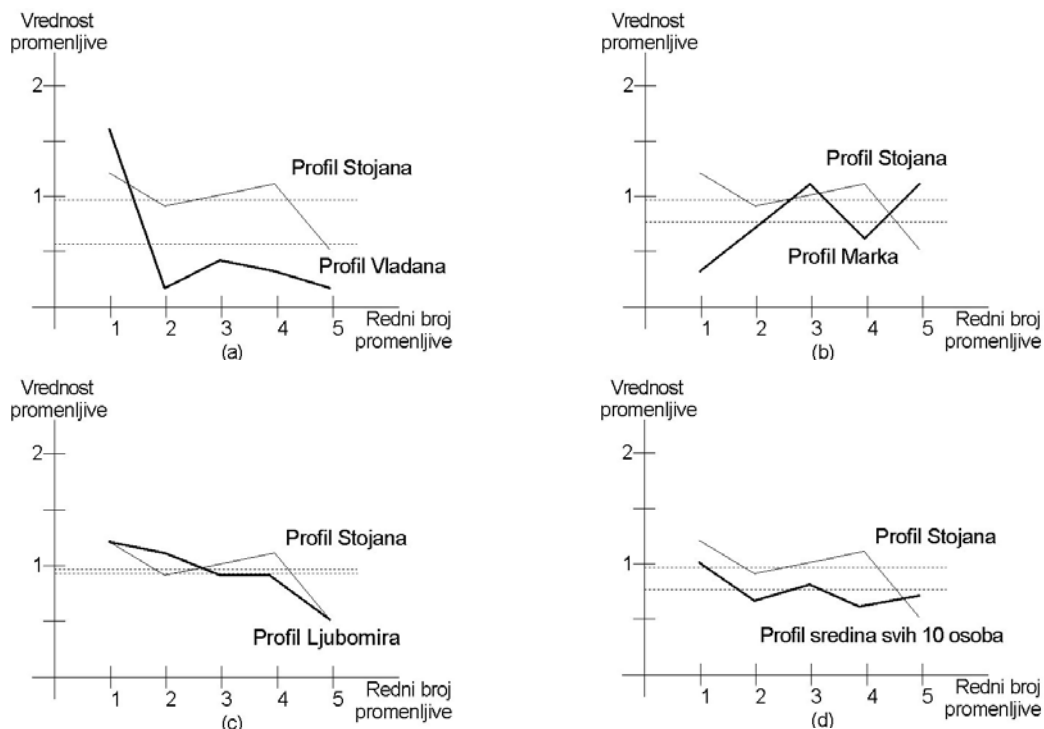 Vrednost
promenljive
2
1
Profil Stojana
Profil Vladana
1 2 3 4 5
Redni broj
promenljive
(a)
Vrednost
promenljive
2
1
Profil Stojana
Profil Marka
1 2 3 4 5
Redni broj
promenljive
(b)
Vrednost
promenljive
2
1
Profil Stojana
Profil Ljubomira
1 2 3 4 5
Redni broj
promenljive
(c)
Vrednost
promenljive
2
1
Profil Stojana
Profil sredina svih 10 osoba
1 2 3 4 5
Redni broj
promenljive
(d)